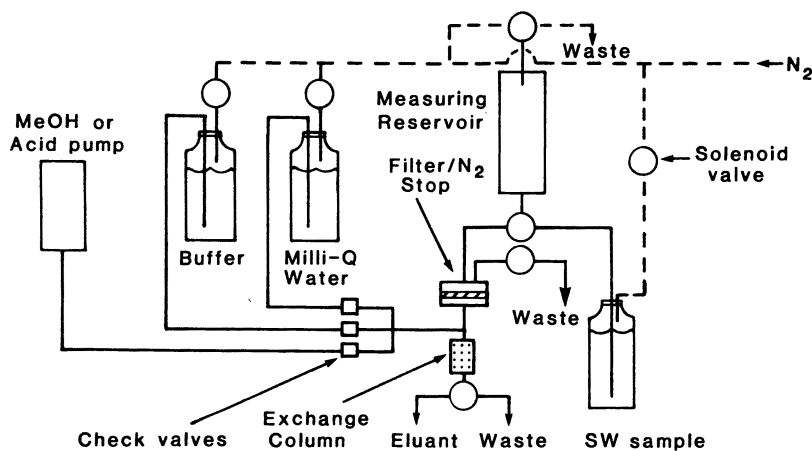 Waste
N2
MeOH or
Acid pump
Measuring
Reservoir
Filter/N2
Stop
Solenoid
valve
Buffer
Milli-Q
Water
Waste
Check valves
Exchange
Column
Eluant
Waste
SW sample